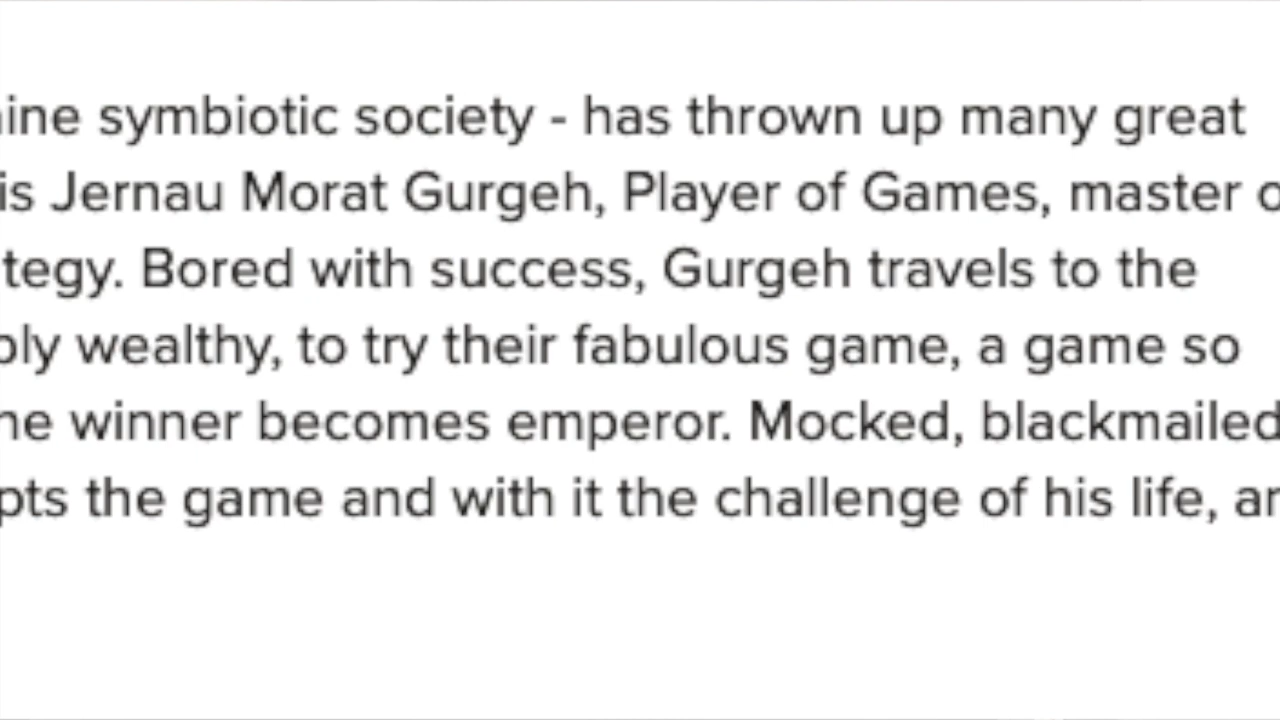 ine symbiotic society - has thrown up many great
is Jernau Morat Gurgeh, Player of Games, master
tegy. Bored with success, Gurgeh travels to the
bly wealthy, to try their fabulous game, a game so
he winner becomes emperor. Mocked, blackmailed
pts the game and with it the challenge of his life,